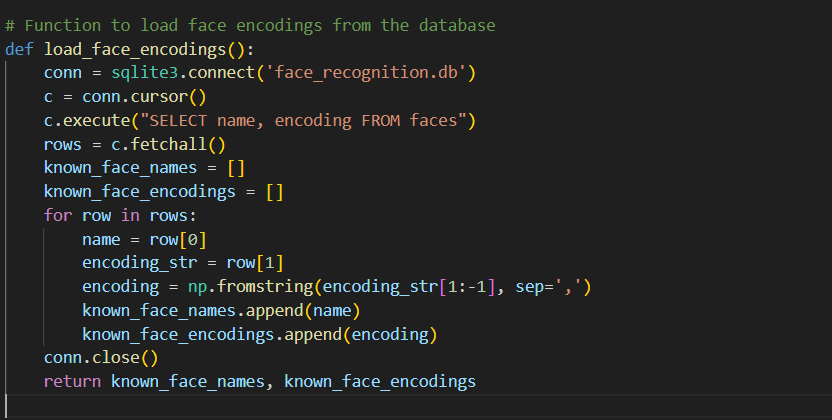 # Function to load face encodings from the database
def load_face_encodings():
    conn = sqlite3.connect('face_recognition.db')
    c = conn.cursor()
    c.execute("SELECT name, encoding FROM faces")
    rows = c.fetchall()
    known_face_names = []
    known_face_encodings = []
    for row in rows:
        name = row[0]
        encoding_str = row[1]
        encoding = np.fromstring(encoding_str[1:-1], sep=',')
        known_face_names.append(name)
        known_face_encodings.append(encoding)
    conn.close()
    return known_face_names, known_face_encodings